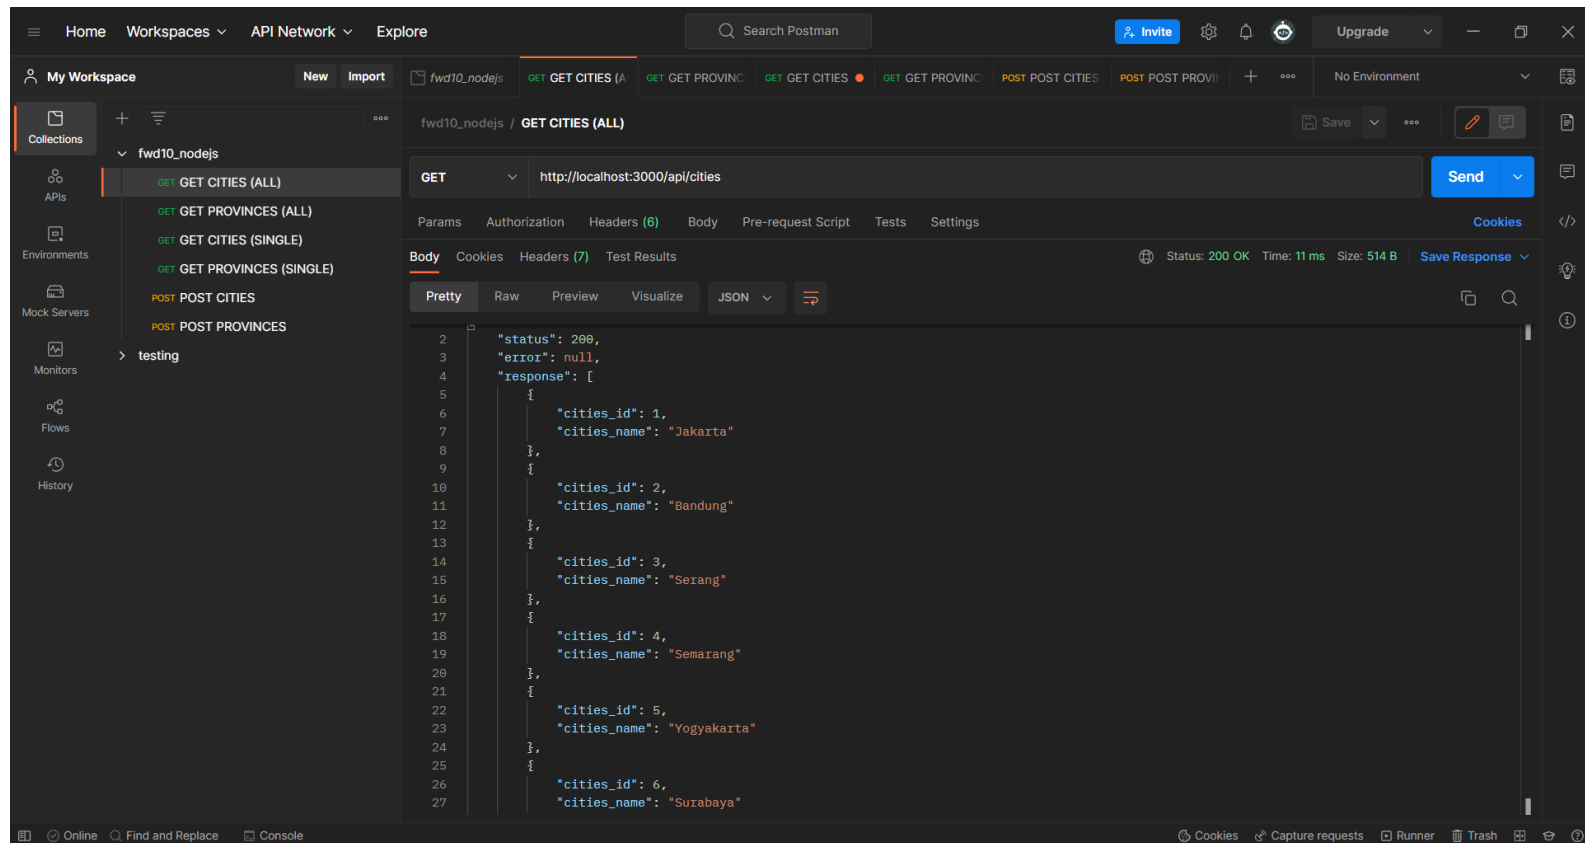 Home Workspaces API Network Explore Search Postman Invite Upgrade
My Workspace New Import fwd10_nodejs GET GET CITIES (A GET GET PROVINC GET GET CITIES GET GET PROVINC POST POST CITIES POST POST PROVI No Environment
Collections
APIs
Environments
Mock Servers
Monitors
Flows
History
fwd10_nodejs
GET GET CITIES (ALL)
GET GET PROVINCES (ALL)
GET GET CITIES (SINGLE)
GET GET PROVINCES (SINGLE)
POST POST CITIES
POST POST PROVINCES
testing
fwd10_nodejs / GET CITIES (ALL) Save
GET http://localhost:3000/api/cities Send
Params Authorization Headers (6) Body Pre-request Script Tests Settings Cookies
Body Cookies Headers (7) Test Results Status: 200 OK Time: 11 ms Size: 514 B Save Response
Pretty Raw Preview Visualize JSON
2 "status": 200,
3 "error": null,
4 "response": [
5 {
6 "cities_id": 1,
7 "cities_name": "Jakarta"
8 },
9 {
10 "cities_id": 2,
11 "cities_name": "Bandung"
12 },
13 {
14 "cities_id": 3,
15 "cities_name": "Serang"
16 },
17 {
18 "cities_id": 4,
19 "cities_name": "Semarang"
20 },
21 {
22 "cities_id": 5,
23 "cities_name": "Yogyakarta"
24 },
25 {
26 "cities_id": 6,
27 "cities_name": "Surabaya"
Online Find and Replace Console Cookies Capture requests Runner Trash